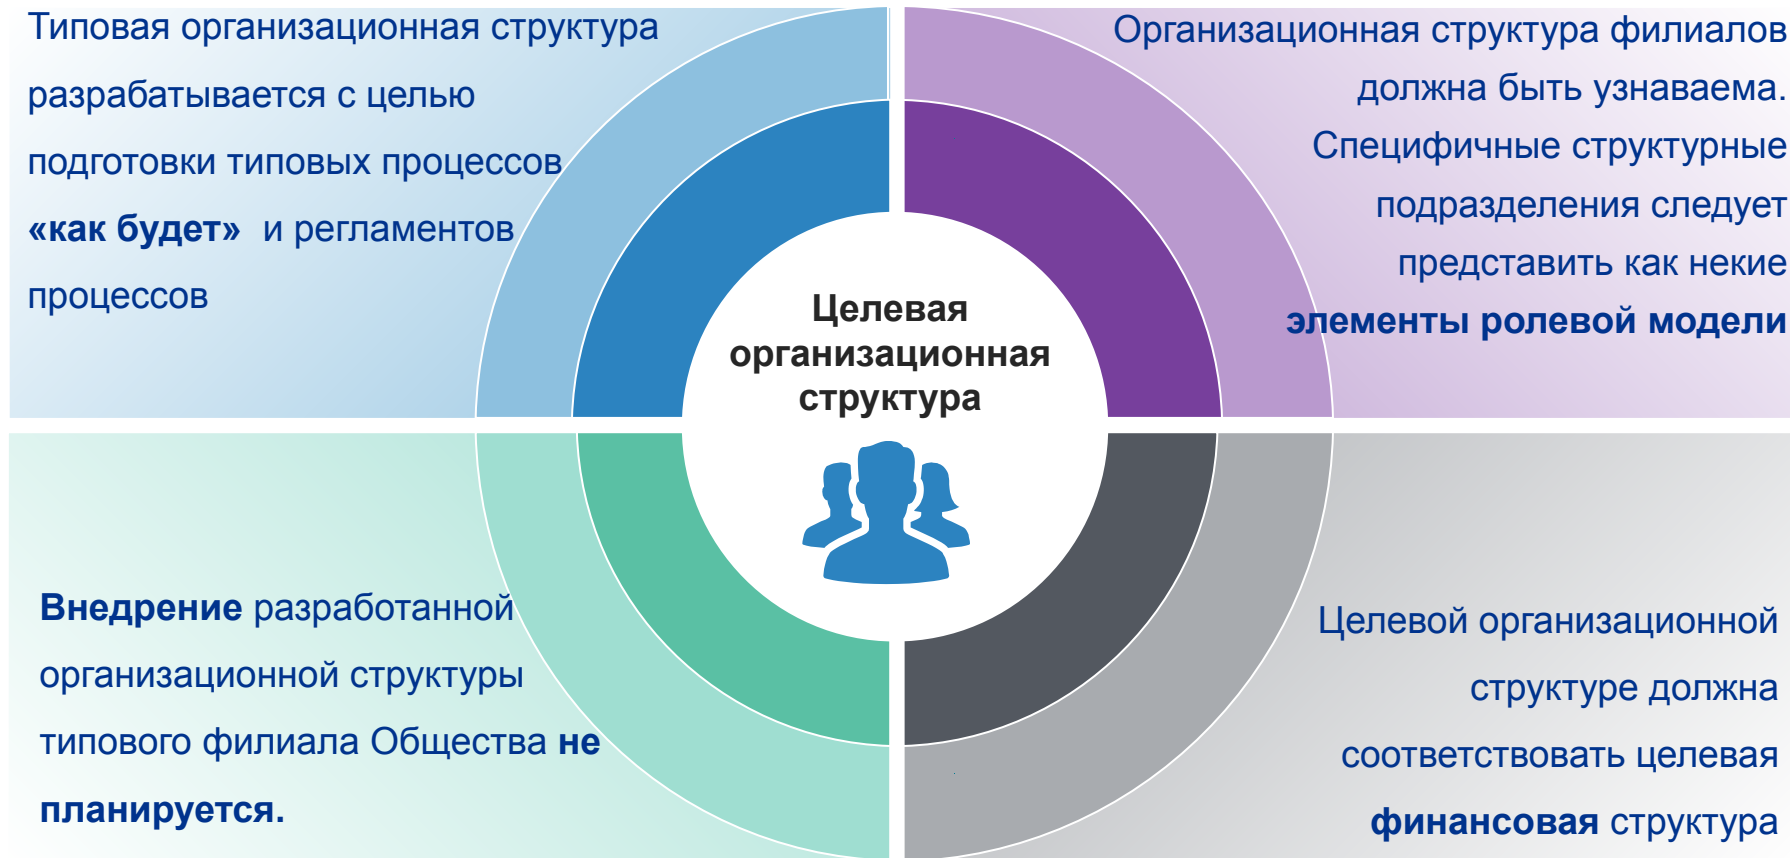 Типовая организационная структура
разрабатывается с целью
подготовки типовых процессов
«как будет» и регламентов
процессов
Организационная структура филиалов
должна быть узнаваема.
Специфичные структурные
подразделения следует
представить как некие
элементы ролевой модели
Целевая
организационная
структура
Внедрение разработанной
организационной структуры
типового филиала Общества не
планируется.
Целевой организационной
структуре должна
соответствовать целевая
финансовая структура